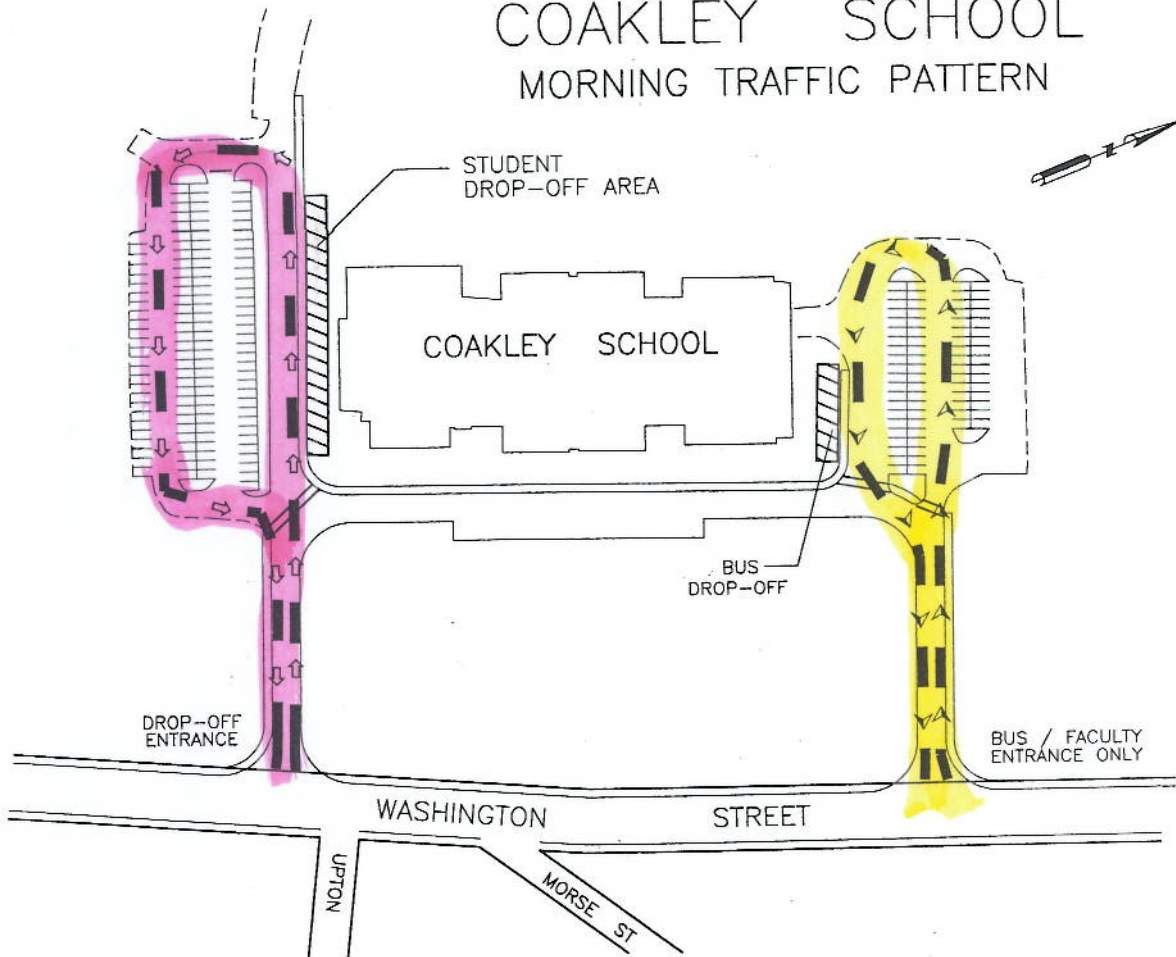 COAKLEY SCHOOL
MORNING TRAFFIC PATTERN
STUDENT
DROP-OFF AREA
COAKLEY SCHOOL
BUS
DROP-OFF
DROP-OFF
ENTRANCE
BUS / FACULTY
ENTRANCE ONLY
WASHINGTON STREET
UPTON
MORSE ST